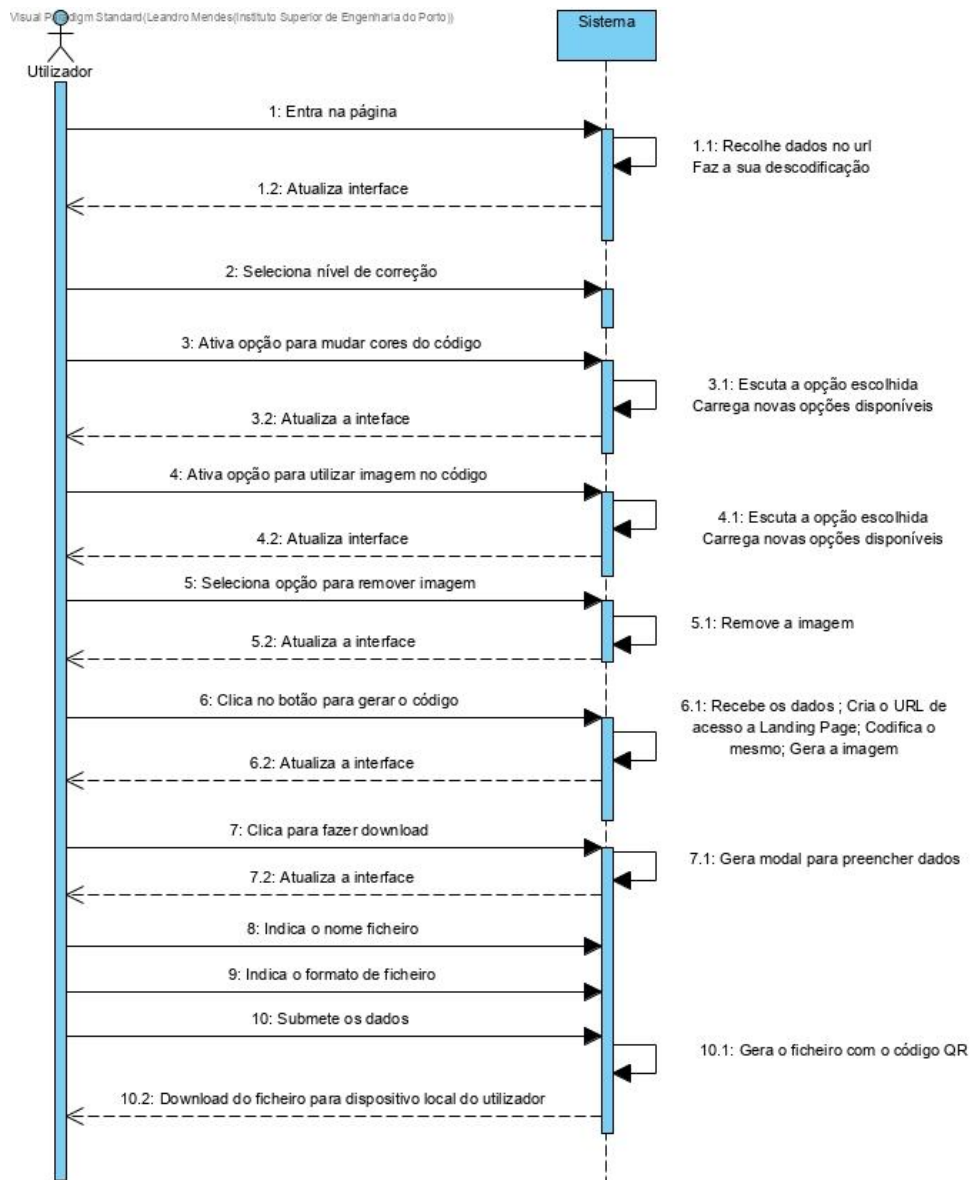 Visual Paradigm Standard(Leandro Mendes(Instituto Superior de Engenharia do Porto))
Utilizador
Sistema
1: Entra na página
1.1: Recolhe dados no url
Faz a sua descodificação
1.2: Atualiza interface
2: Seleciona nível de correção
3: Ativa opção para mudar cores do código
3.1: Escuta a opção escolhida
Carrega novas opções disponíveis
3.2: Atualiza a inteface
4: Ativa opção para utilizar imagem no código
4.1: Escuta a opção escolhida
Carrega novas opções disponíveis
4.2: Atualiza interface
5: Seleciona opção para remover imagem
5.1: Remove a imagem
5.2: Atualiza a interface
6: Clica no botão para gerar o código
6.1: Recebe os dados ; Cria o URL de
acesso a Landing Page; Codifica o
mesmo; Gera a imagem
6.2: Atualiza a interface
7: Clica para fazer download
7.1: Gera modal para preencher dados
7.2: Atualiza a interface
8: Indica o nome ficheiro
9: Indica o formato de ficheiro
10: Submete os dados
10.1: Gera o ficheiro com o código QR
10.2: Download do ficheiro para dispositivo local do utilizador